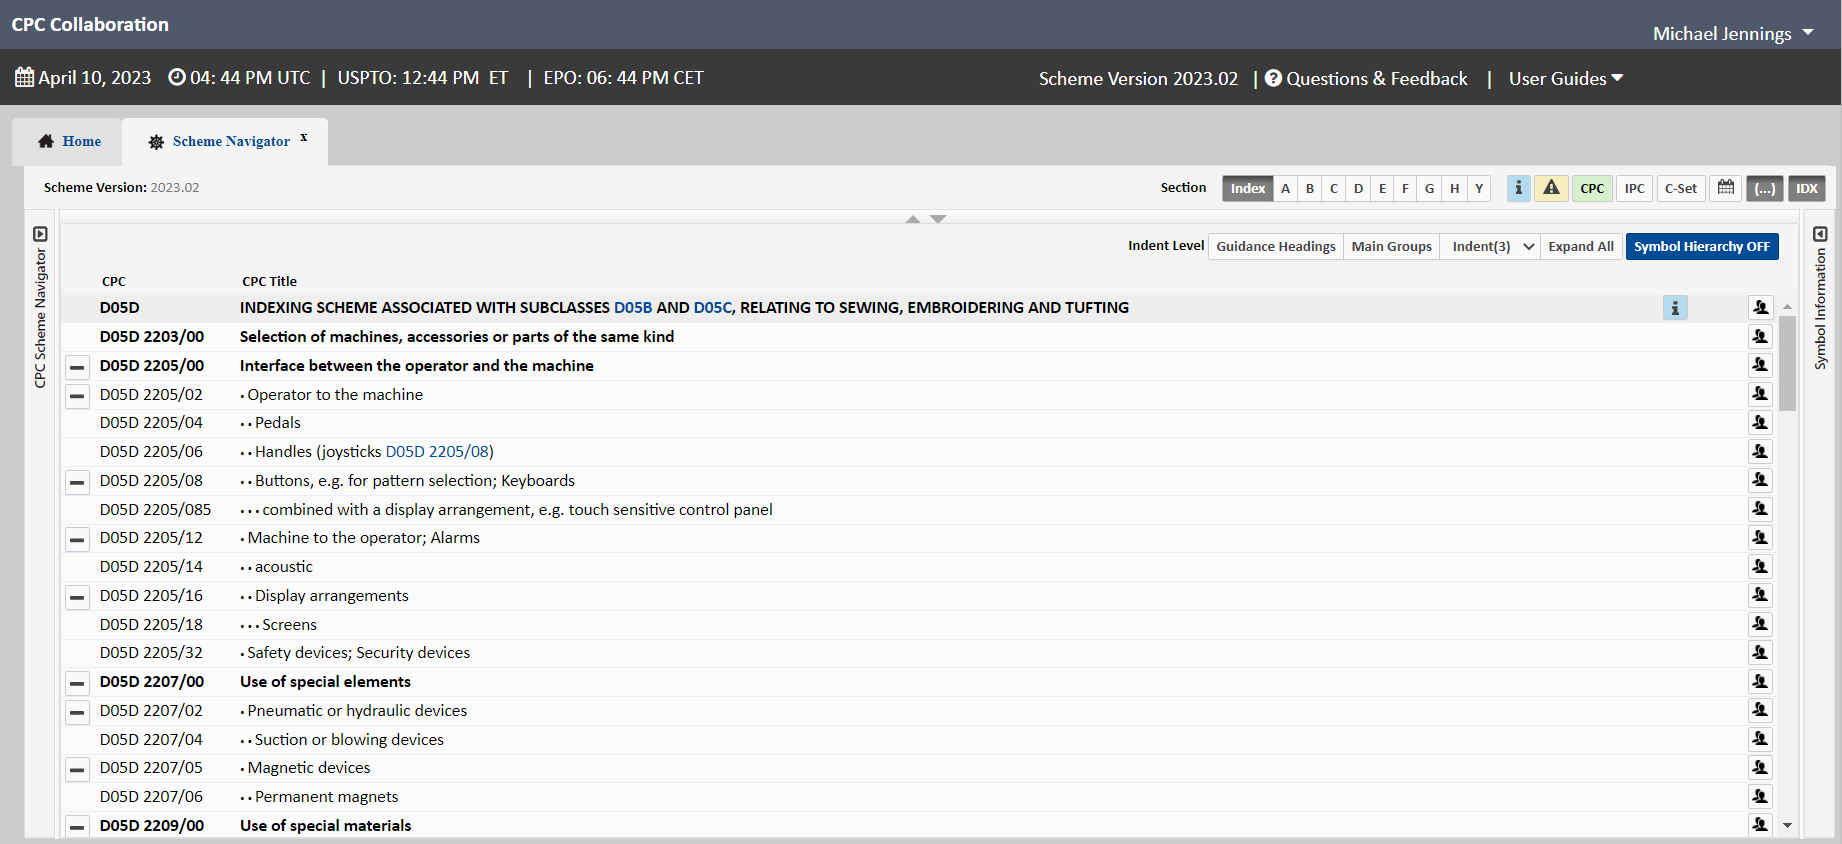 CPC Collaboration
Michael Jennings
April 10, 2023 04: 44 PM UTC | USPTO: 12:44 PM ET | EPO: 06: 44 PM CET
Scheme Version 2023.02 | Questions & Feedback | User Guides
Home
Scheme Navigator x
Scheme Version: 2023.02
Section Index A B C D E F G H Y i CPC IPC C-Set (...) IDX
CPC Scheme Navigator
Symbol Information
Indent Level Guidance Headings Main Groups Indent(3) Expand All Symbol Hierarchy OFF
CPC CPC Title
D05D INDEXING SCHEME ASSOCIATED WITH SUBCLASSES D05B AND D05C, RELATING TO SEWING, EMBROIDERING AND TUFTING i
D05D 2203/00 Selection of machines, accessories or parts of the same kind
D05D 2205/00 Interface between the operator and the machine
D05D 2205/02 • Operator to the machine
D05D 2205/04 • • Pedals
D05D 2205/06 • • Handles (joysticks D05D 2205/08)
D05D 2205/08 • • Buttons, e.g. for pattern selection; Keyboards
D05D 2205/085 • • • combined with a display arrangement, e.g. touch sensitive control panel
D05D 2205/12 • Machine to the operator; Alarms
D05D 2205/14 • • acoustic
D05D 2205/16 • • Display arrangements
D05D 2205/18 • • • Screens
D05D 2205/32 • Safety devices; Security devices
D05D 2207/00 Use of special elements
D05D 2207/02 • Pneumatic or hydraulic devices
D05D 2207/04 • • Suction or blowing devices
D05D 2207/05 • Magnetic devices
D05D 2207/06 • • Permanent magnets
D05D 2209/00 Use of special materials